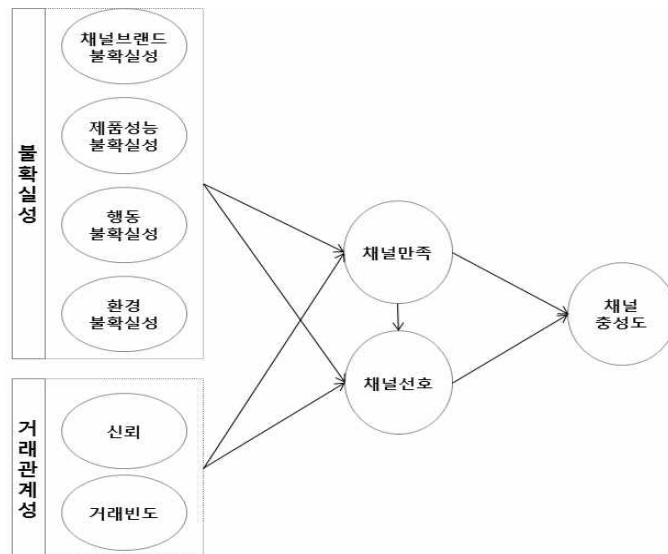 불확실성
채널브랜드
불확실성
제품성능
불확실성
행동
불확실성
환경
불확실성
거래관계성
신뢰
거래빈도
채널만족
채널선호
채널
충성도